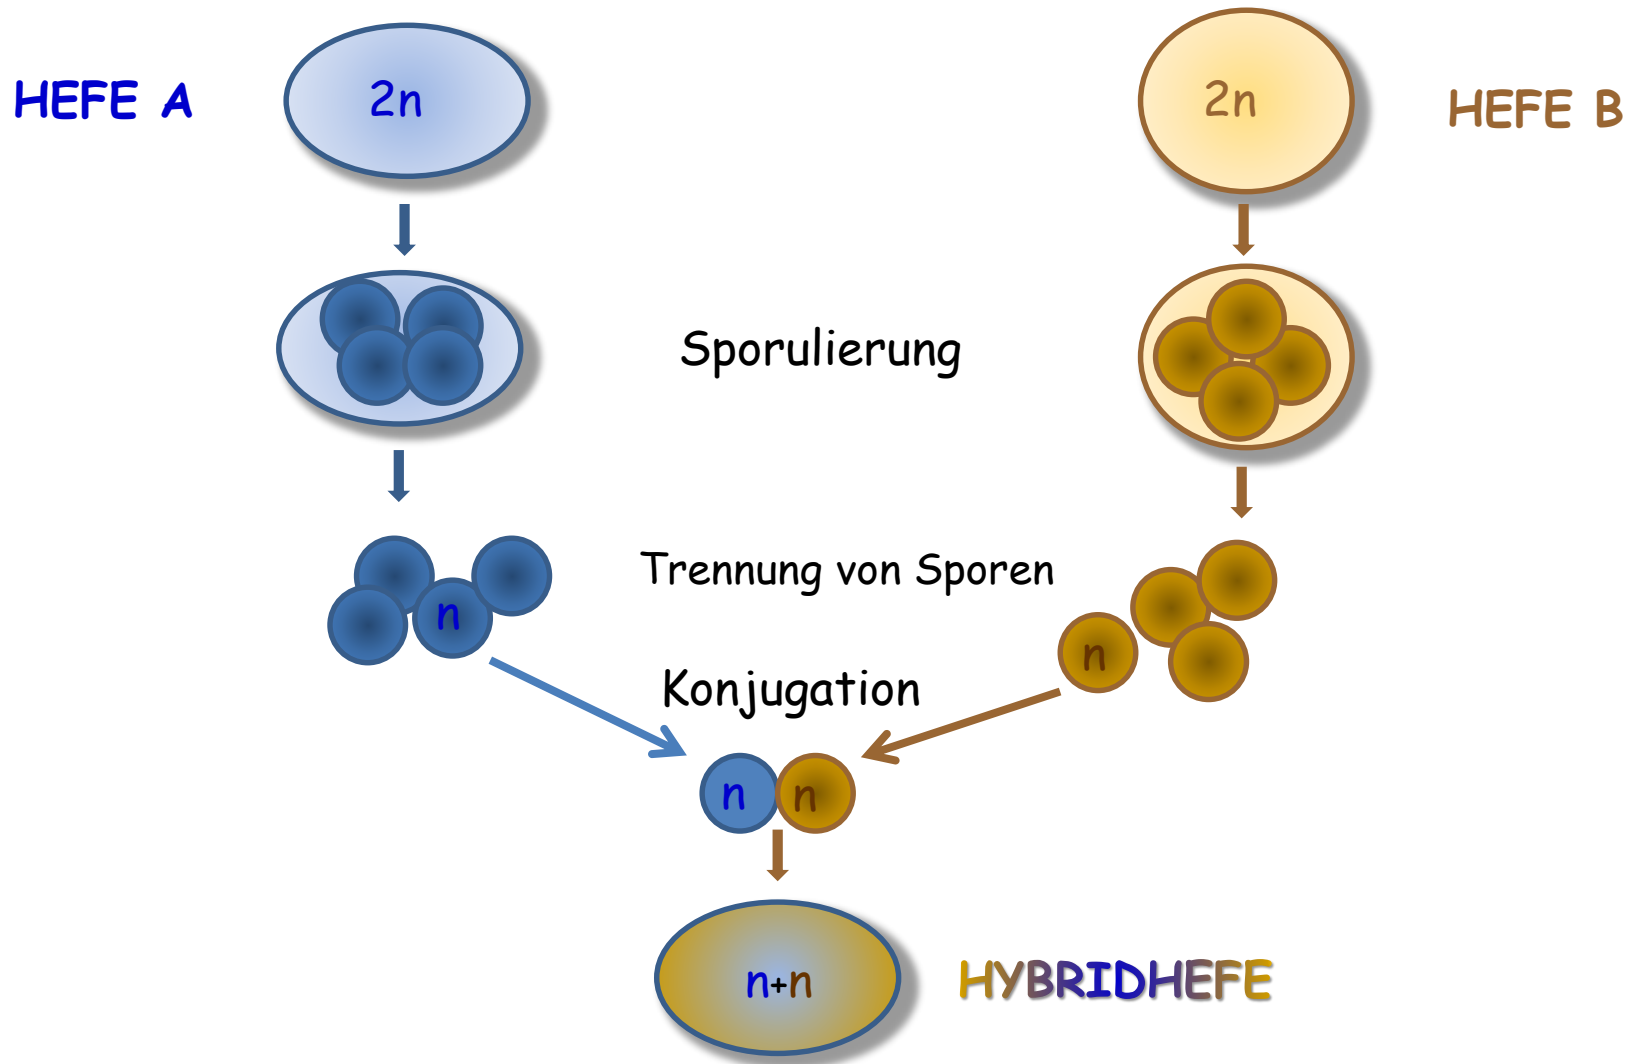 HEFE A
2n
2n
HEFE B
Sporulierung
Trennung von Sporen
n
n
Konjugation
n
n
n+n
HYBRIDHEFE